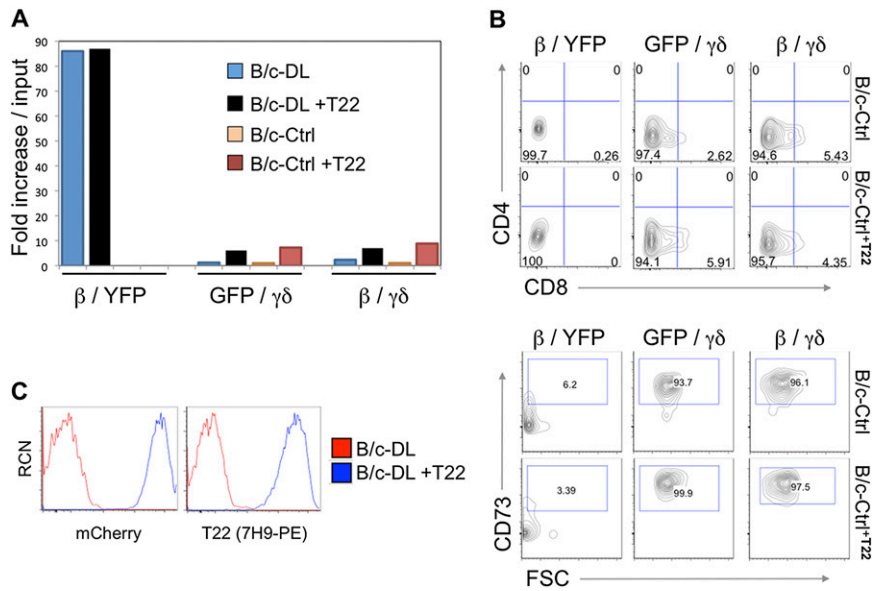 A
90
80
70
60
50
40
30
20
10
0
Fold increase / input
B/c-DL
B/c-DL +T22
B/c-Ctrl
B/c-Ctrl +T22
β / YFP
GFP / γδ
β / γδ
B
β / YFP
GFP / γδ
β / γδ
0
0
0
0
0
0
99.7
0.26
97.4
2.62
94.6
5.43
B/c-Ctrl
0
0
0
0
0
0
100
0
94.1
5.91
95.7
4.35
B/c-Ctrl+T22
CD4
CD8
β / YFP
GFP / γδ
β / γδ
6.2
93.7
96.1
B/c-Ctrl
3.39
99.9
97.5
B/c-Ctrl+T22
CD73
FSC
C
RCN
mCherry
T22 (7H9-PE)
B/c-DL
B/c-DL +T22